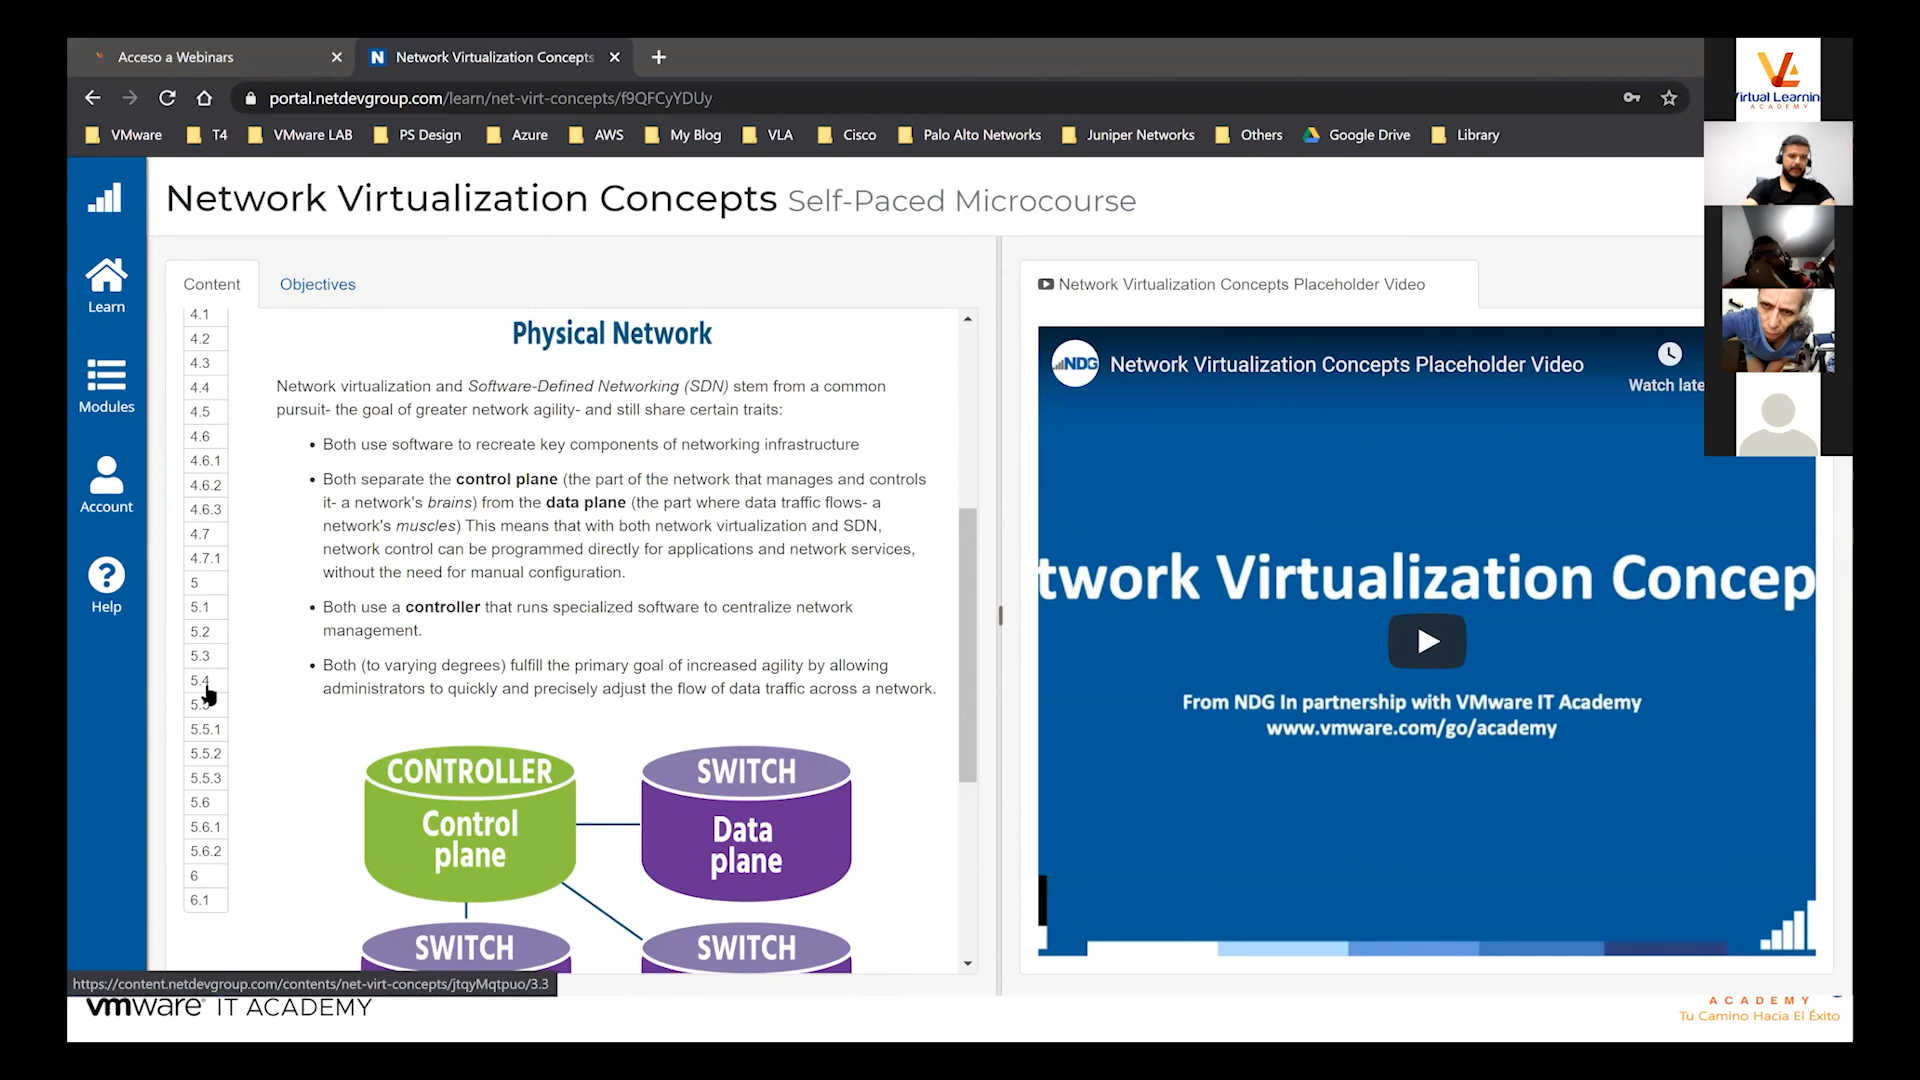 Acceso a Webinars
Network Virtualization Concepts
portal.netdevgroup.com/learn/net-virt-concepts/f9QFCyYDUy
VMware T4 VMware LAB PS Design Azure AWS My Blog VLA Cisco Palo Alto Networks Juniper Networks Others Google Drive Library
VLA
Virtual Learnin
ACADEMY
Network Virtualization Concepts Self-Paced Microcourse
Learn
Modules
Account
Help
Content Objectives
4.1
4.2
4.3
4.4
4.5
4.6
4.6.1
4.6.2
4.6.3
4.7
4.7.1
5
5.1
5.2
5.3
5.4
5.5
5.5.1
5.5.2
5.5.3
5.6
5.6.1
5.6.2
6
6.1
Physical Network
Network virtualization and Software-Defined Networking (SDN) stem from a common
pursuit- the goal of greater network agility- and still share certain traits:
• Both use software to recreate key components of networking infrastructure
• Both separate the control plane (the part of the network that manages and controls
it- a network's brains) from the data plane (the part where data traffic flows- a
network's muscles) This means that with both network virtualization and SDN,
network control can be programmed directly for applications and network services,
without the need for manual configuration.
• Both use a controller that runs specialized software to centralize network
management.
• Both (to varying degrees) fulfill the primary goal of increased agility by allowing
administrators to quickly and precisely adjust the flow of data traffic across a network.
CONTROLLER
Control
plane
SWITCH
Data
plane
SWITCH
SWITCH
Network Virtualization Concepts Placeholder Video
NDG
Network Virtualization Concepts Placeholder Video
Watch late
twork Virtualization Concep
From NDG In partnership with VMware IT Academy
www.vmware.com/go/academy
https://content.netdevgroup.com/contents/net-virt-concepts/jtqyMqtpuo/3.3
vmware IT ACADEMY
ACADEMY
Tu Camino Hacia El Éxito